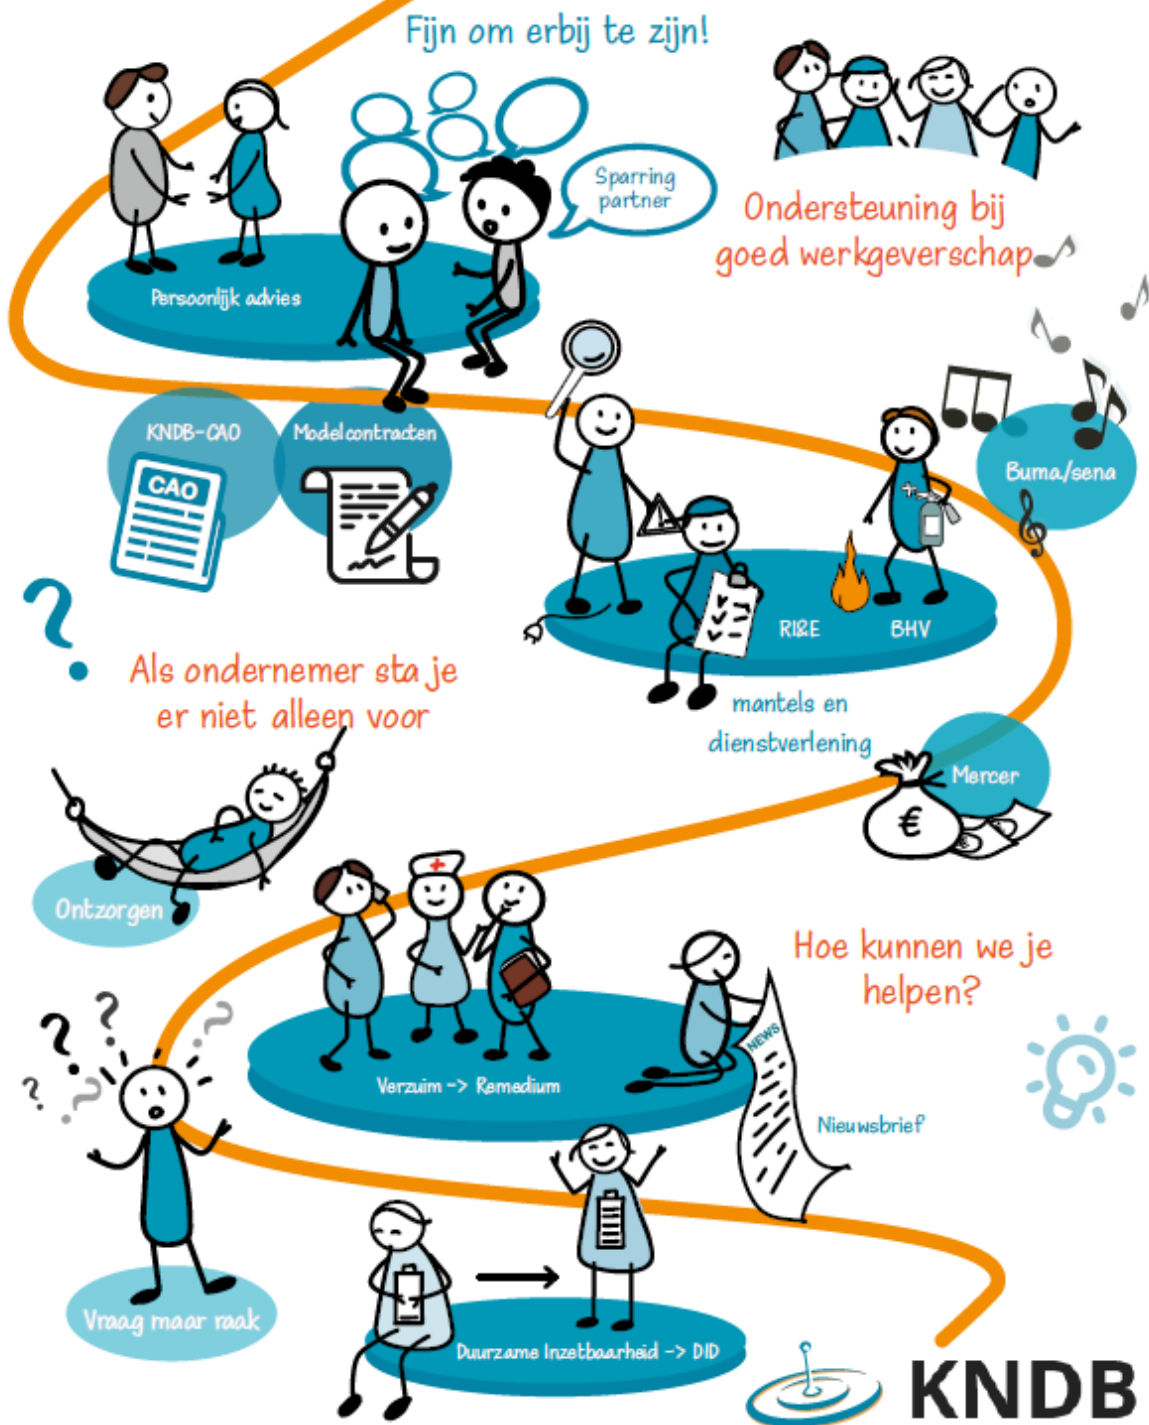 Fijn om erbij te zijn!
Sparring
partner
Ondersteuning bij
goed werkgeverschap
Persoonlijk advies
KNDB-CAO
Modelcontracten
CAO
Buma/sena
RI&E
BHV
Als ondernemer sta je
er niet alleen voor
mantels en
dienstverlening
Mercer
€
Ontzorgen
Hoe kunnen we je
helpen?
NEWS
Verzuim -> Remedium
Nieuwsbrief
Vraag maar raak
Duurzame Inzetbaarheid -> DID
KNDB